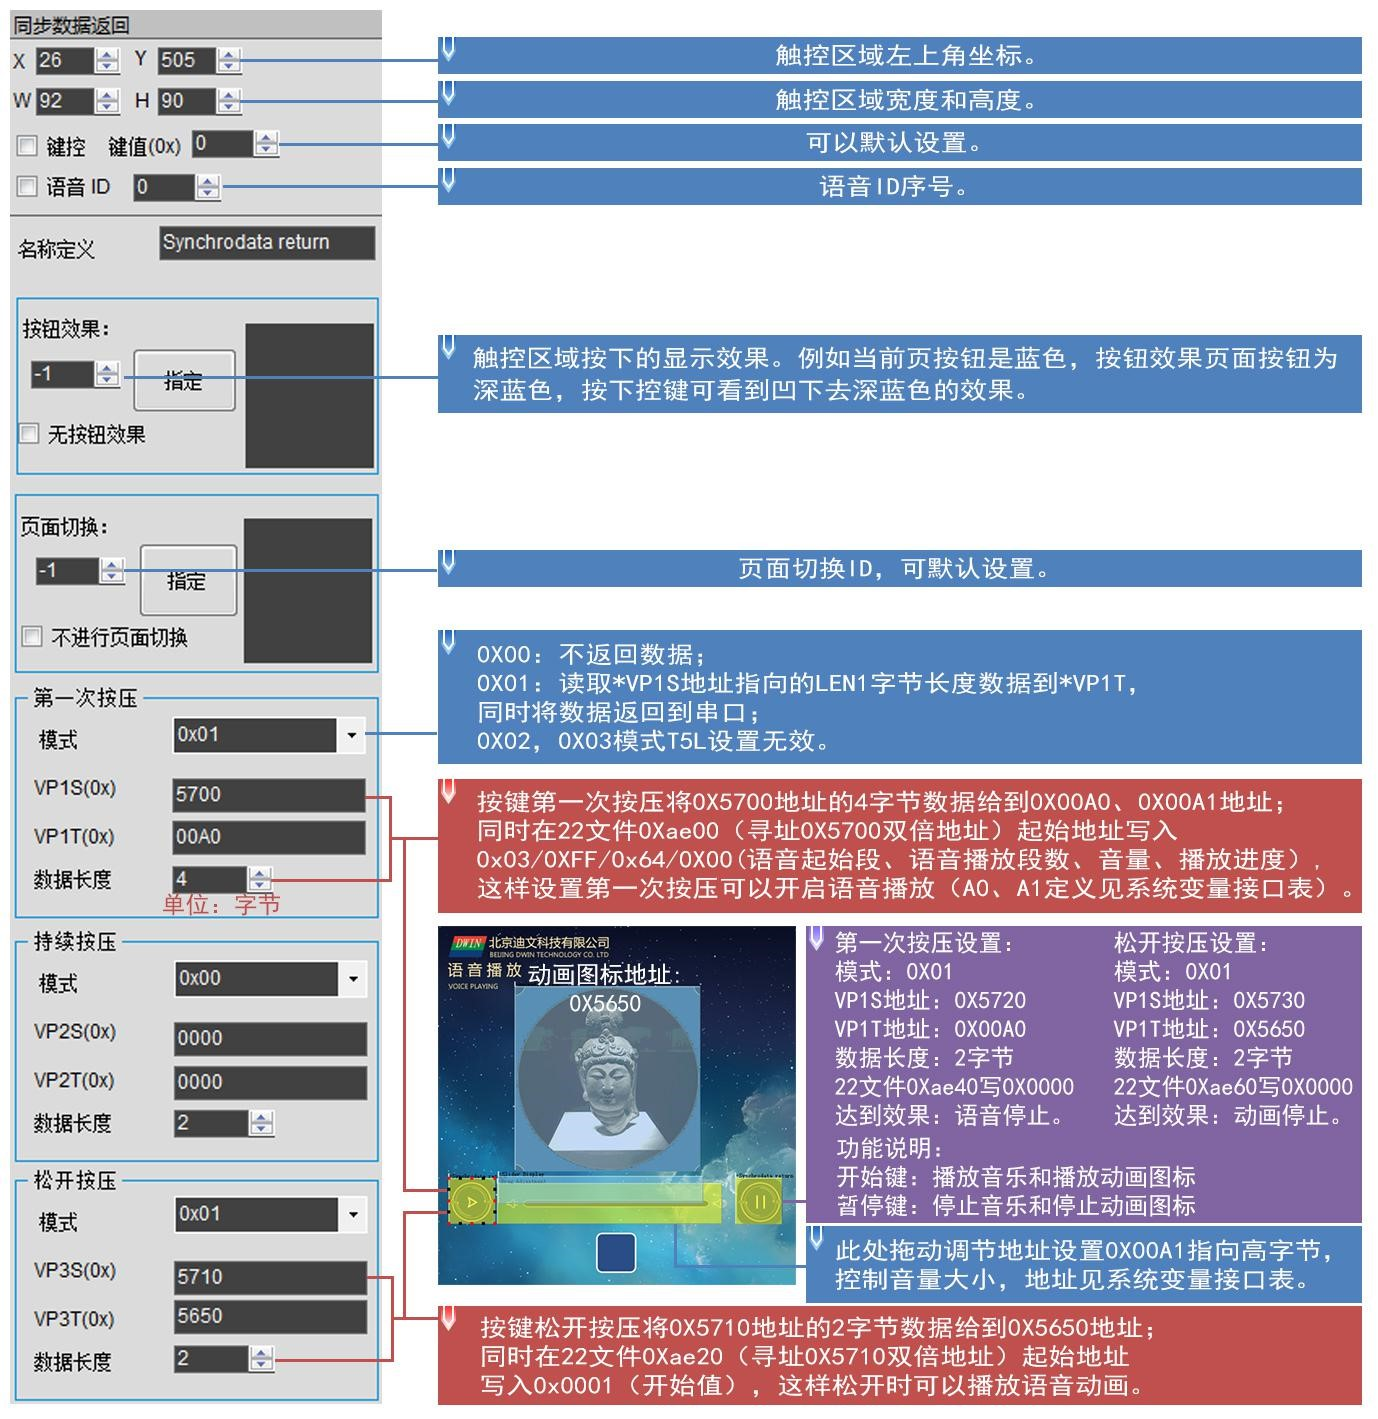 同步数据返回
X 26 Y 505
触控区域左上角坐标。
W 92 H 90
触控区域宽度和高度。
键控 键值(0x) 0
可以默认设置。
语音 ID 0
语音ID序号。
名称定义 Synchrodata return
按钮效果:
-1 指定
无按钮效果
触控区域按下的显示效果。例如当前页按钮是蓝色，按钮效果页面按钮为
深蓝色，按下控键可看到凹下去深蓝色的效果。
页面切换:
-1 指定
不进行页面切换
页面切换ID，可默认设置。
第一次按压
模式 0x01
VP1S(0x) 5700
VP1T(0x) 00A0
数据长度 4
单位：字节
0X00：不返回数据；
0X01：读取*VP1S地址指向的LEN1字节长度数据到*VP1T，
同时将数据返回到串口；
0X02，0X03模式T5L设置无效。
按键第一次按压将0X5700地址的4字节数据给到0X00A0、0X00A1地址；
同时在22文件0Xae00（寻址0X5700双倍地址）起始地址写入
0x03/0XFF/0x64/0X00(语音起始段、语音播放段数、音量、播放进度)，
这样设置第一次按压可以开启语音播放（A0、A1定义见系统变量接口表）。
持续按压
模式 0x00
VP2S(0x) 0000
VP2T(0x) 0000
数据长度 2
松开按压
模式 0x01
VP3S(0x) 5710
VP3T(0x) 5650
数据长度 2
DWIN 北京迪文科技有限公司
BEIJING DWIN TECHNOLOGY CO. LTD
语音播放
VOICE PLAYING
动画图标地址:
0X5650
Synchrodata return
第一次按压设置：
模式：0X01
VP1S地址：0X5720
VP1T地址：0X00A0
数据长度：2字节
22文件0Xae40写0X0000
达到效果：语音停止。
松开按压设置：
模式：0X01
VP1S地址：0X5730
VP1T地址：0X5650
数据长度：2字节
22文件0Xae60写0X0000
达到效果：动画停止。
功能说明：
开始键：播放音乐和播放动画图标
暂停键：停止音乐和停止动画图标
此处拖动调节地址设置0X00A1指向高字节，
控制音量大小，地址见系统变量接口表。
按键松开按压将0X5710地址的2字节数据给到0X5650地址；
同时在22文件0Xae20（寻址0X5710双倍地址）起始地址
写入0x0001（开始值），这样松开时可以播放语音动画。